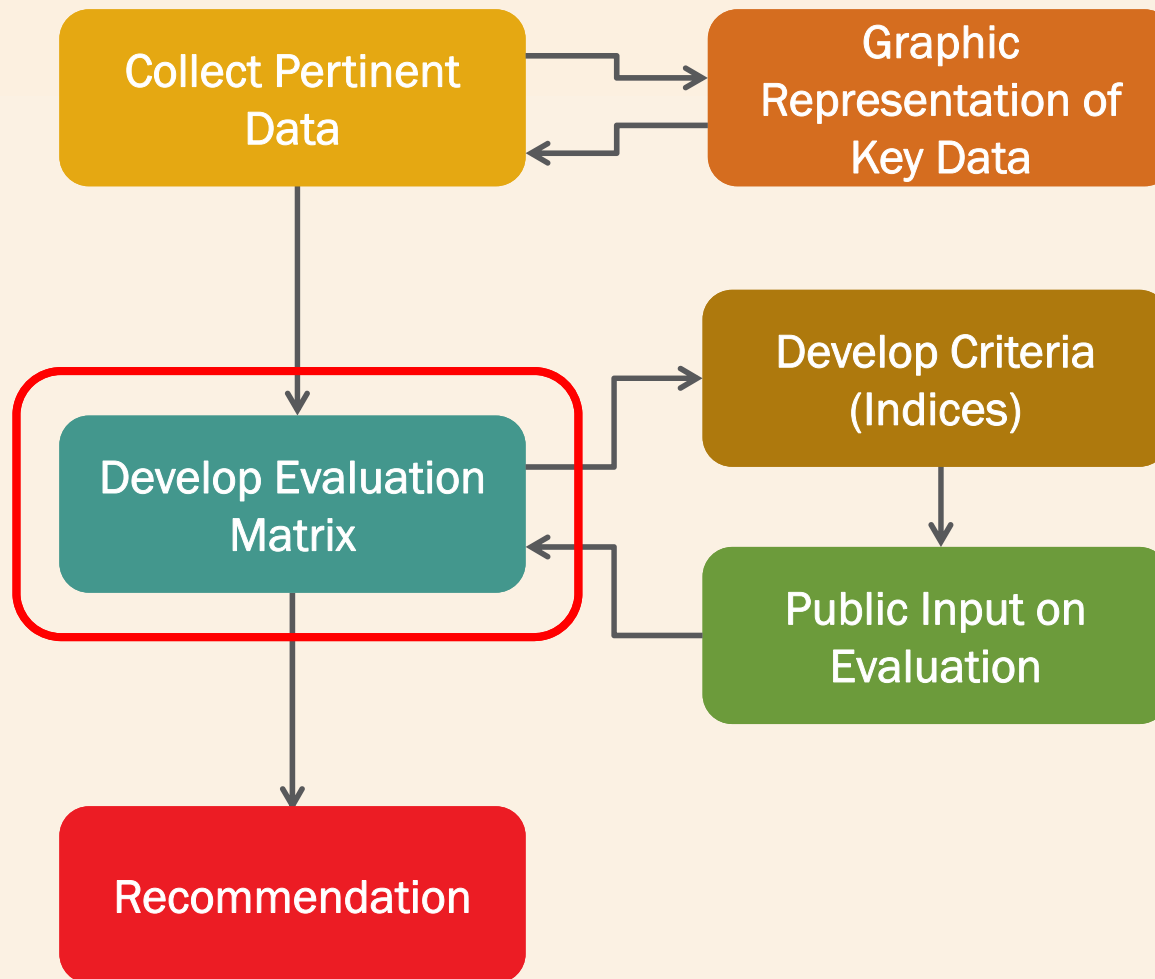 Collect Pertinent
Data
Graphic
Representation of
Key Data
Develop Criteria
(Indices)
Develop Evaluation
Matrix
Public Input on
Evaluation
Recommendation